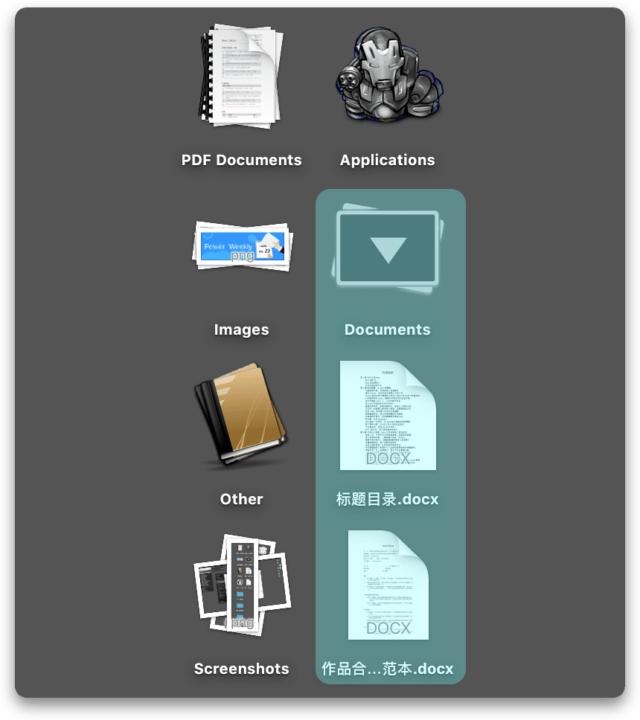 PDF Documents
Applications
Power Weekly
png
Images
Documents
DOCX
Other
标题目录.docx
png
DOCX
Screenshots
作品合...范本.docx